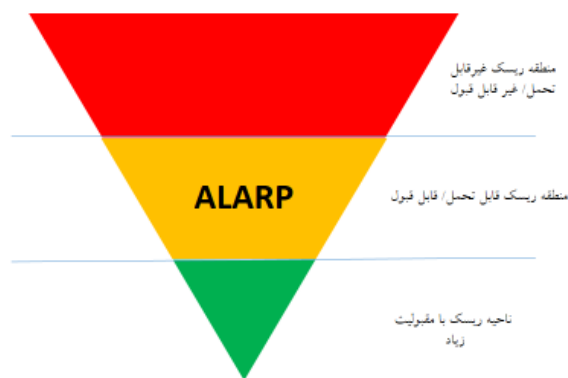 منطقه ریسک غیرقابل
تحمل/ غیر قابل قبول
ALARP
منطقه ریسک قابل تحمل/ قابل قبول
ناحیه ریسک با مقبولیت
زیاد